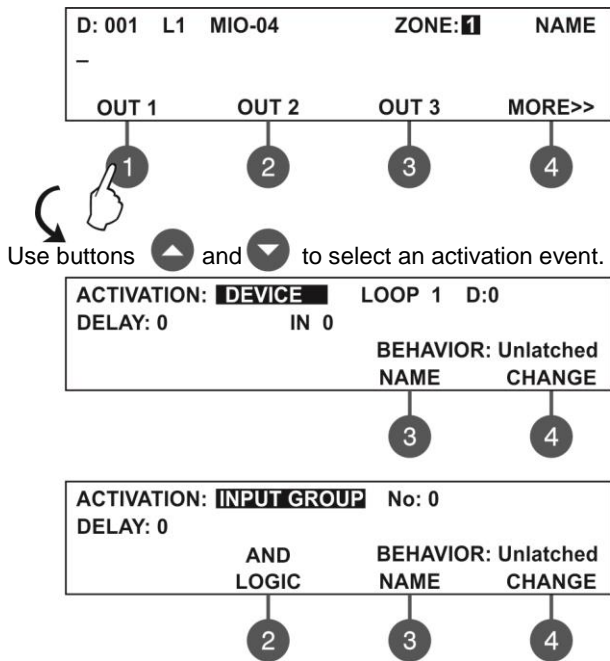 D: 001 L1 MIO-04 ZONE:1 NAME
–
OUT 1 OUT 2 OUT 3 MORE>>
1 2 3 4
Use buttons and to select an activation event.
ACTIVATION: DEVICE LOOP 1 D:0
DELAY: 0 IN 0
BEHAVIOR: Unlatched
NAME CHANGE
3 4
ACTIVATION: INPUT GROUP No: 0
DELAY: 0
AND BEHAVIOR: Unlatched
LOGIC NAME CHANGE
2 3 4